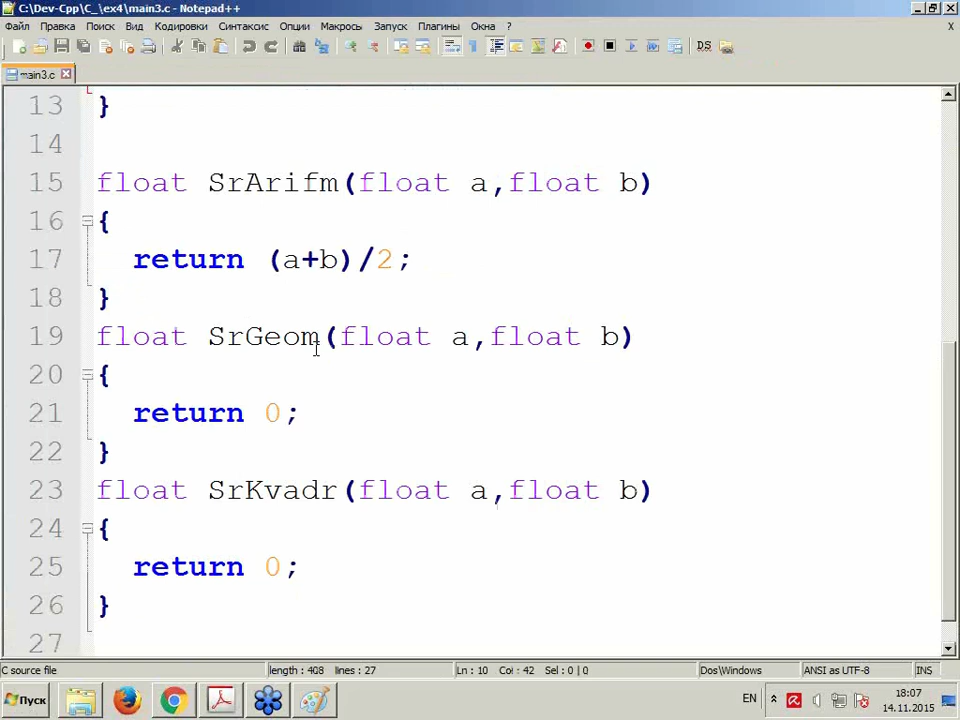 C:\Dev-Cpp\C_\ex4\main3.c - Notepad++
Файл Правка Поиск Вид Кодировки Синтаксис Опции Макросы Запуск Плагины Окна ? X
DS
main3.c
13 }
14
15 float SrArifm(float a,float b)
16 {
17 return (a+b)/2;
18 }
19 float SrGeom(float a,float b)
20 {
21 return 0;
22 }
23 float SrKvadr(float a,float b)
24 {
25 return 0;
26 }
27
C source file length : 408 lines : 27 Ln : 10 Col : 42 Sel : 0 | 0 Dos\Windows ANSI as UTF-8 INS
Пуск EN 18:07
14.11.2015